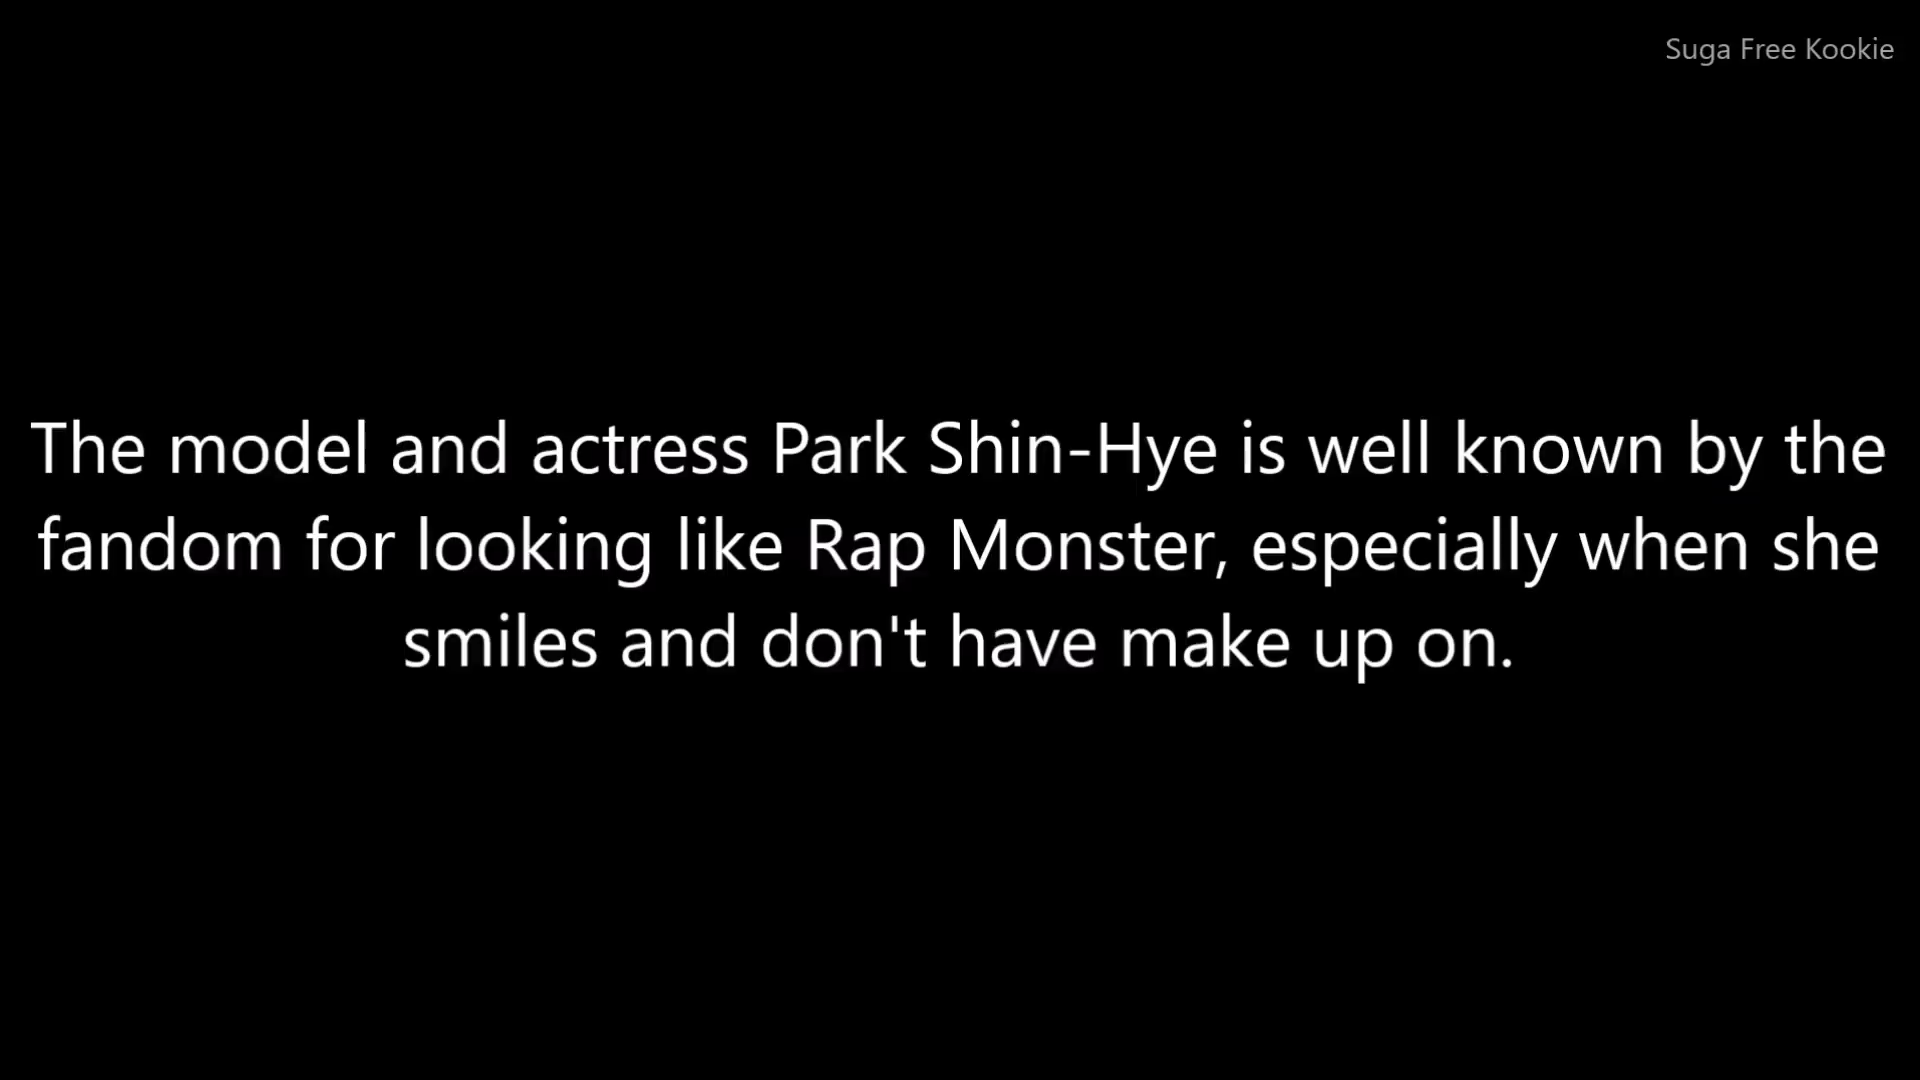 Suga Free Kookie
The model and actress Park Shin-Hye is well known by the
fandom for looking like Rap Monster, especially when she
smiles and don't have make up on.